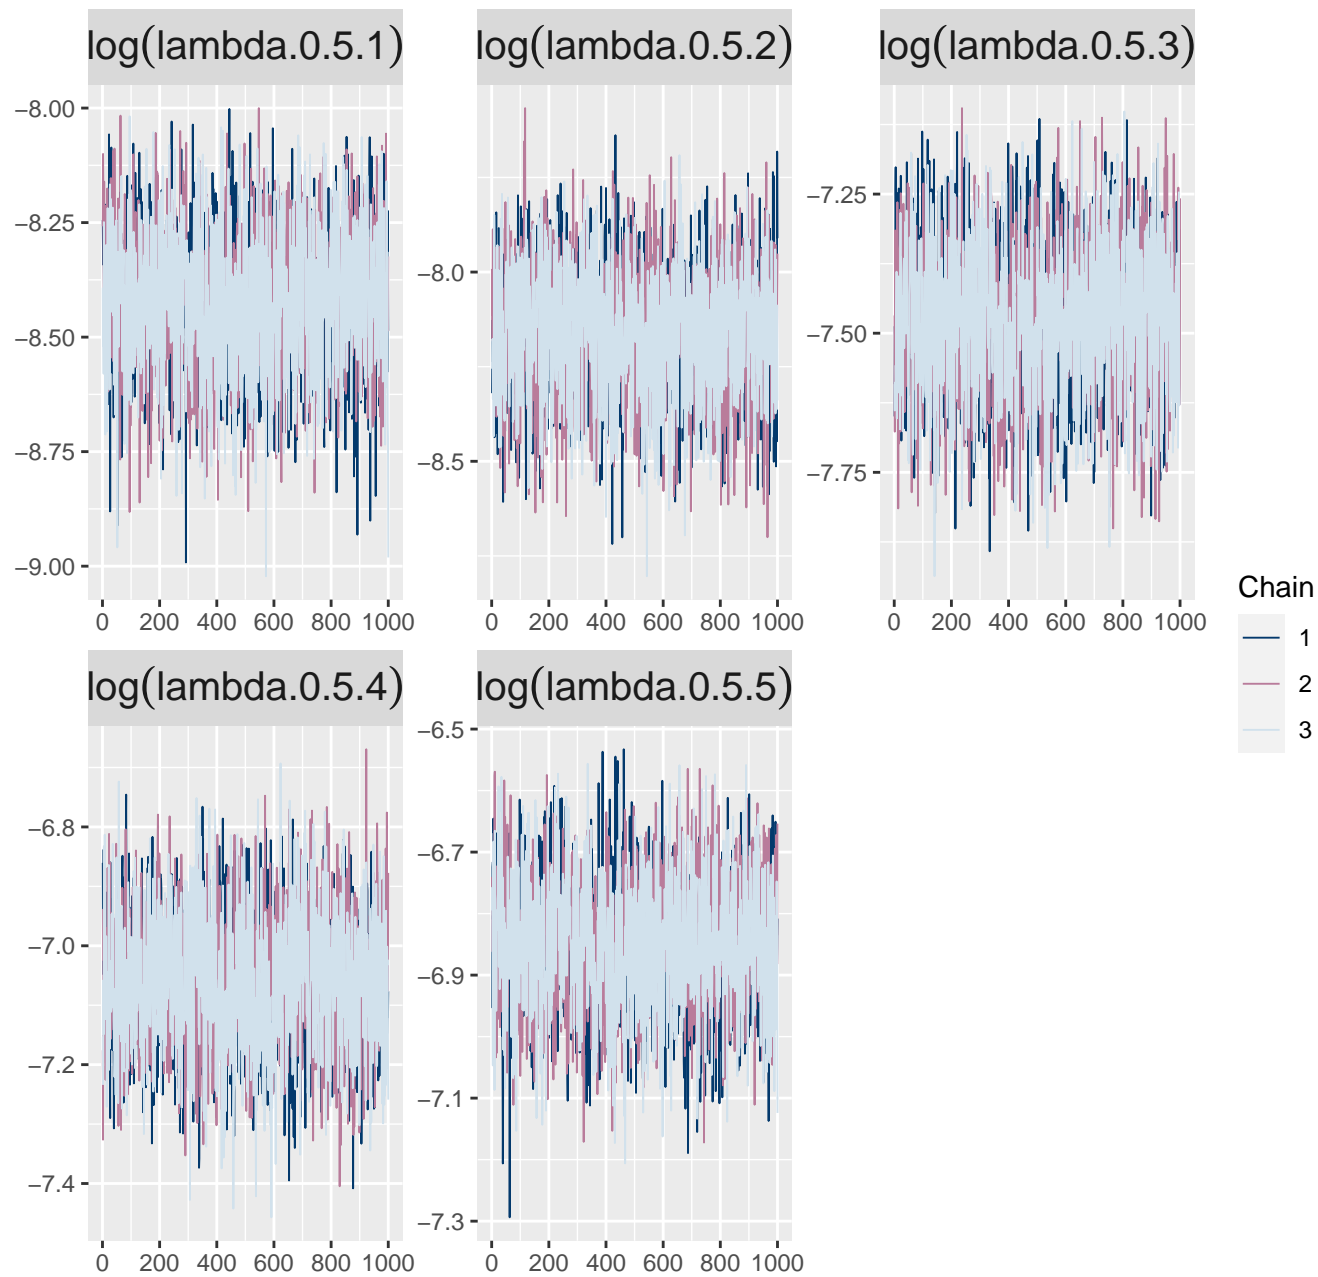 log(lambda.0.5.1) log(lambda.0.5.2) log(lambda.0.5.3)
−8.00
−8.25
−8.50
−8.75
−9.00
0 200 400 600 800 1000
−8.0
−8.5
0 200 400 600 800 1000
−7.25
−7.50
−7.75
0 200 400 600 800 1000
log(lambda.0.5.4) log(lambda.0.5.5)
−6.8
−7.0
−7.2
−7.4
0 200 400 600 800 1000
−6.5
−6.7
−6.9
−7.1
−7.3
0 200 400 600 800 1000
Chain
1
2
3